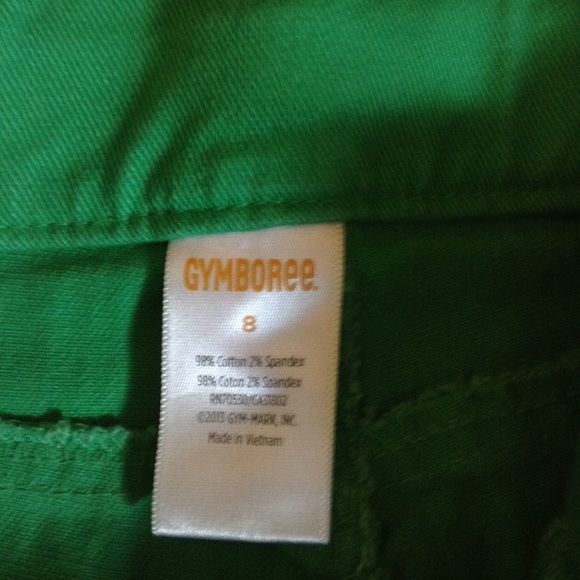 GYMBOREE.
8
98% Cotton 2% Spandex
98% Coton 2% Spandex
RN70530/CA31802
©2013 GYM-MARK, INC.
Made in Vietnam